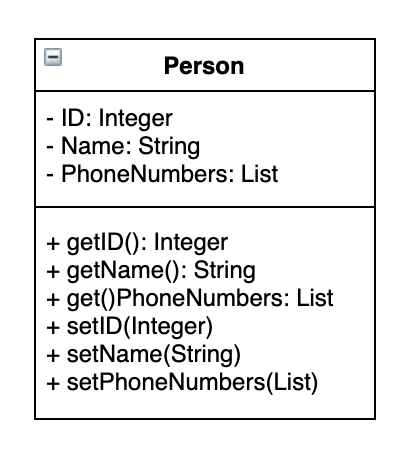 Person
- ID: Integer
- Name: String
- PhoneNumbers: List
+ getID(): Integer
+ getName(): String
+ get()PhoneNumbers: List
+ setID(Integer)
+ setName(String)
+ setPhoneNumbers(List)